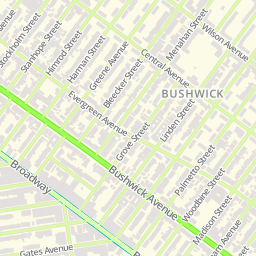 Stockholm Street
Stanhope Street
Himrod Street
Harman Street
Greene Avenue
Bleecker Street
Menahan Street
Wilson Avenue
Central Avenue
BUSHWICK
Evergreen Avenue
Grove Street
Linden Street
Palmetto Street
Woodbine Street
Madison Street
Bushwick Avenue
Broadway
Gates Avenue